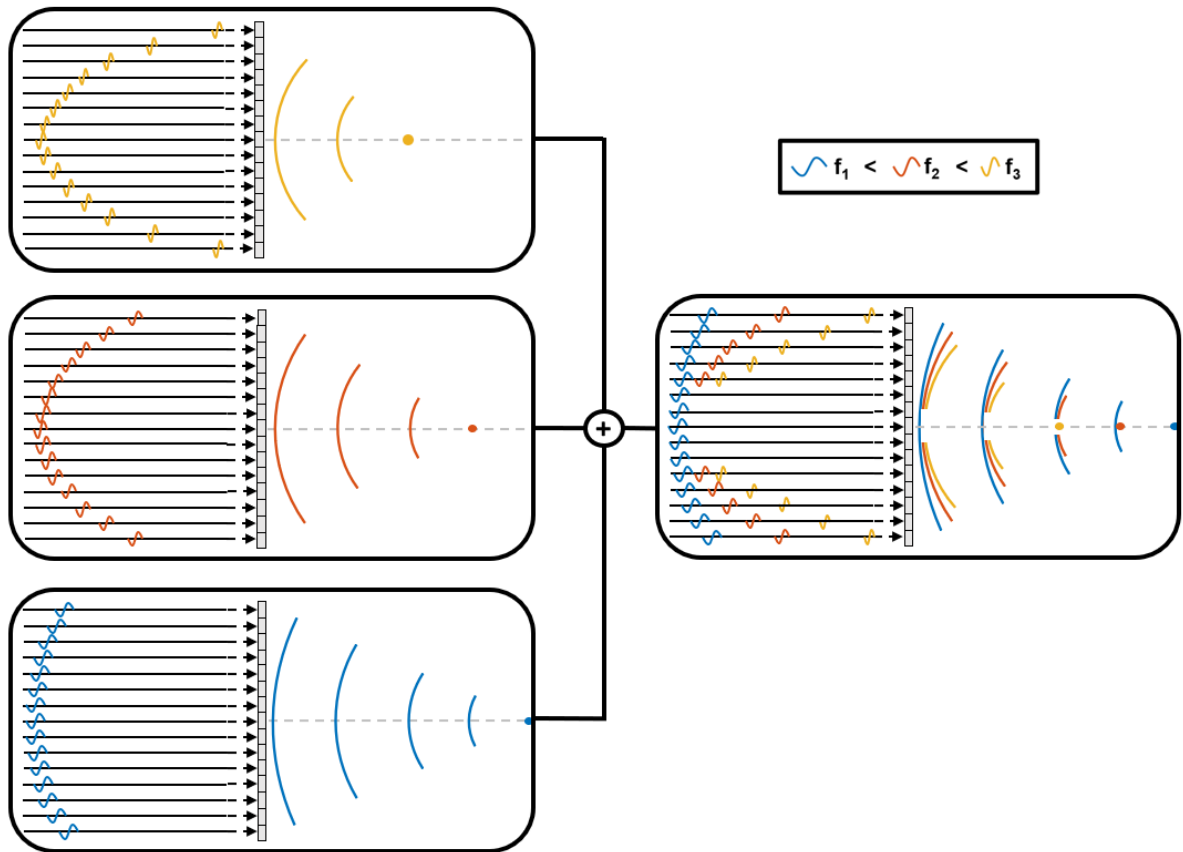 f₁ < f₂ < f₃
+